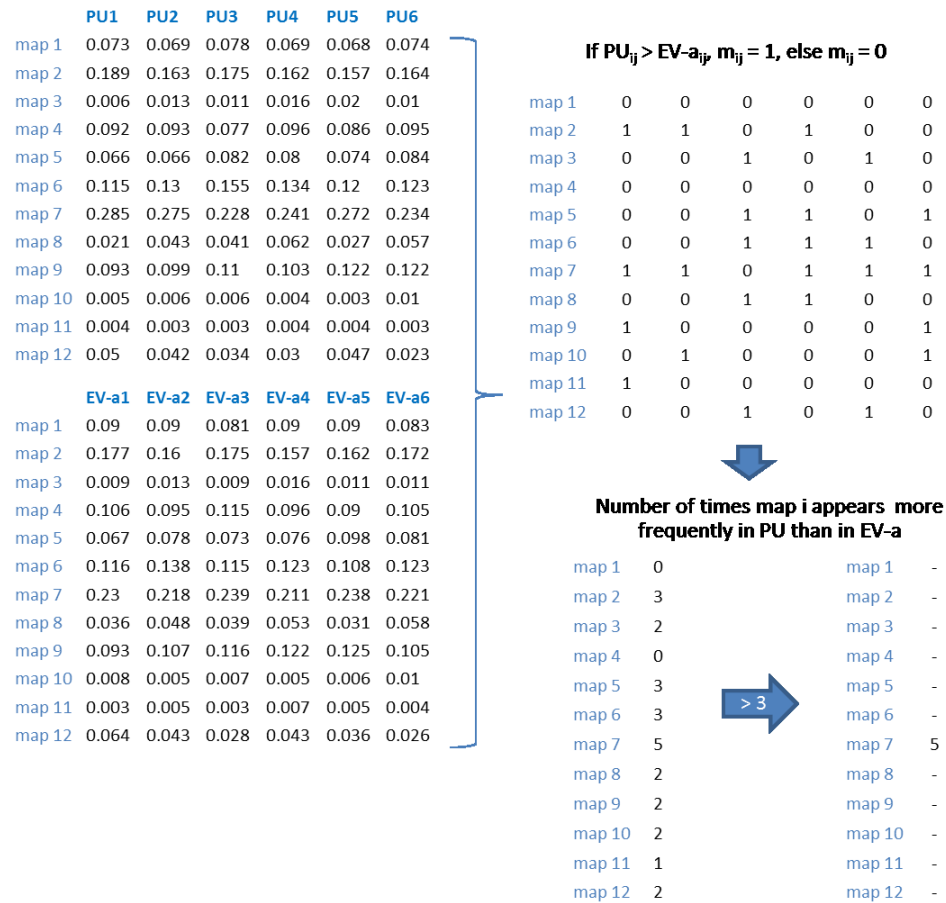 PU1 PU2 PU3 PU4 PU5 PU6
map 1 0.073 0.069 0.078 0.069 0.068 0.074
map 2 0.189 0.163 0.175 0.162 0.157 0.164
map 3 0.006 0.013 0.011 0.016 0.02 0.01
map 4 0.092 0.093 0.077 0.096 0.086 0.095
map 5 0.066 0.066 0.082 0.08 0.074 0.084
map 6 0.115 0.13 0.155 0.134 0.12 0.123
map 7 0.285 0.275 0.228 0.241 0.272 0.234
map 8 0.021 0.043 0.041 0.062 0.027 0.057
map 9 0.093 0.099 0.11 0.103 0.122 0.122
map 10 0.005 0.006 0.006 0.004 0.003 0.01
map 11 0.004 0.003 0.003 0.004 0.004 0.003
map 12 0.05 0.042 0.034 0.03 0.047 0.023
EV-a1 EV-a2 EV-a3 EV-a4 EV-a5 EV-a6
map 1 0.09 0.09 0.081 0.09 0.09 0.083
map 2 0.177 0.16 0.175 0.157 0.162 0.172
map 3 0.009 0.013 0.009 0.016 0.011 0.011
map 4 0.106 0.095 0.115 0.096 0.09 0.105
map 5 0.067 0.078 0.073 0.076 0.098 0.081
map 6 0.116 0.138 0.115 0.123 0.108 0.123
map 7 0.23 0.218 0.239 0.211 0.238 0.221
map 8 0.036 0.048 0.039 0.053 0.031 0.058
map 9 0.093 0.107 0.116 0.122 0.125 0.105
map 10 0.008 0.005 0.007 0.005 0.006 0.01
map 11 0.003 0.005 0.003 0.007 0.005 0.004
map 12 0.064 0.043 0.028 0.043 0.036 0.026
If PUij > EV-aij, mij = 1, else mij = 0
map 1 0 0 0 0 0 0
map 2 1 1 0 1 0 0
map 3 0 0 1 0 1 0
map 4 0 0 0 0 0 0
map 5 0 0 1 1 0 1
map 6 0 0 1 1 1 0
map 7 1 1 0 1 1 1
map 8 0 0 1 1 0 0
map 9 1 0 0 0 0 1
map 10 0 1 0 0 0 1
map 11 1 0 0 0 0 0
map 12 0 0 1 0 1 0
Number of times map i appears more
frequently in PU than in EV-a
map 1 0 map 1 -
map 2 3 map 2 -
map 3 2 map 3 -
map 4 0 map 4 -
map 5 3 map 5 -
> 3
map 6 3 map 6 -
map 7 5 map 7 5
map 8 2 map 8 -
map 9 2 map 9 -
map 10 2 map 10 -
map 11 1 map 11 -
map 12 2 map 12 -